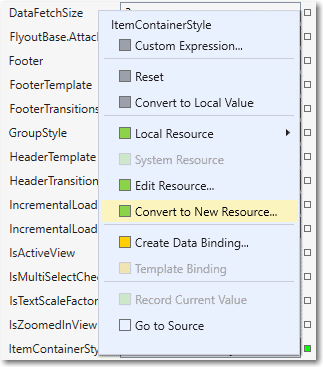 DataFetchSize
FlyoutBase.Attac
Footer
FooterTemplate
FooterTransitions
GroupStyle
HeaderTemplate
HeaderTransition
IncrementalLoad
IncrementalLoad
IsActiveView
IsMultiSelectChec
IsTextScaleFactor
IsZoomedInView
ItemContainerSty
ItemContainerStyle
Custom Expression...
Reset
Convert to Local Value
Local Resource
System Resource
Edit Resource...
Convert to New Resource...
Create Data Binding...
Template Binding
Record Current Value
Go to Source